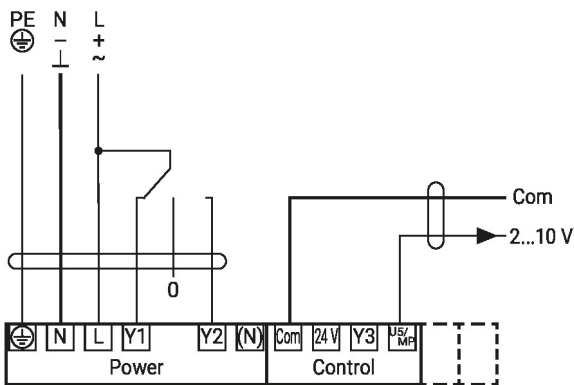 PE N L
− +
⊥ ~
Com
2...10 V
0
N L Y1 Y2 (N) Com 24 V Y3 U5/MP
Power Control